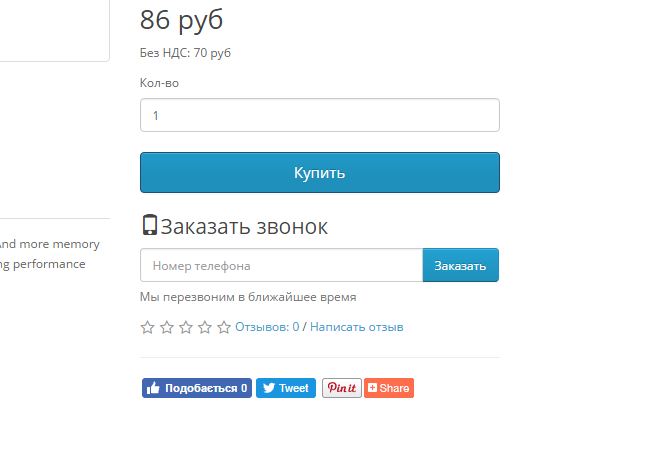 86 руб
Без НДС: 70 руб
Кол-во
1
Купить
And more memory
ng performance
Заказать звонок
Номер телефона
Заказать
Мы перезвоним в ближайшее время
Отзывов: 0 / Написать отзыв
Подобається 0
Tweet
Pin it
Share